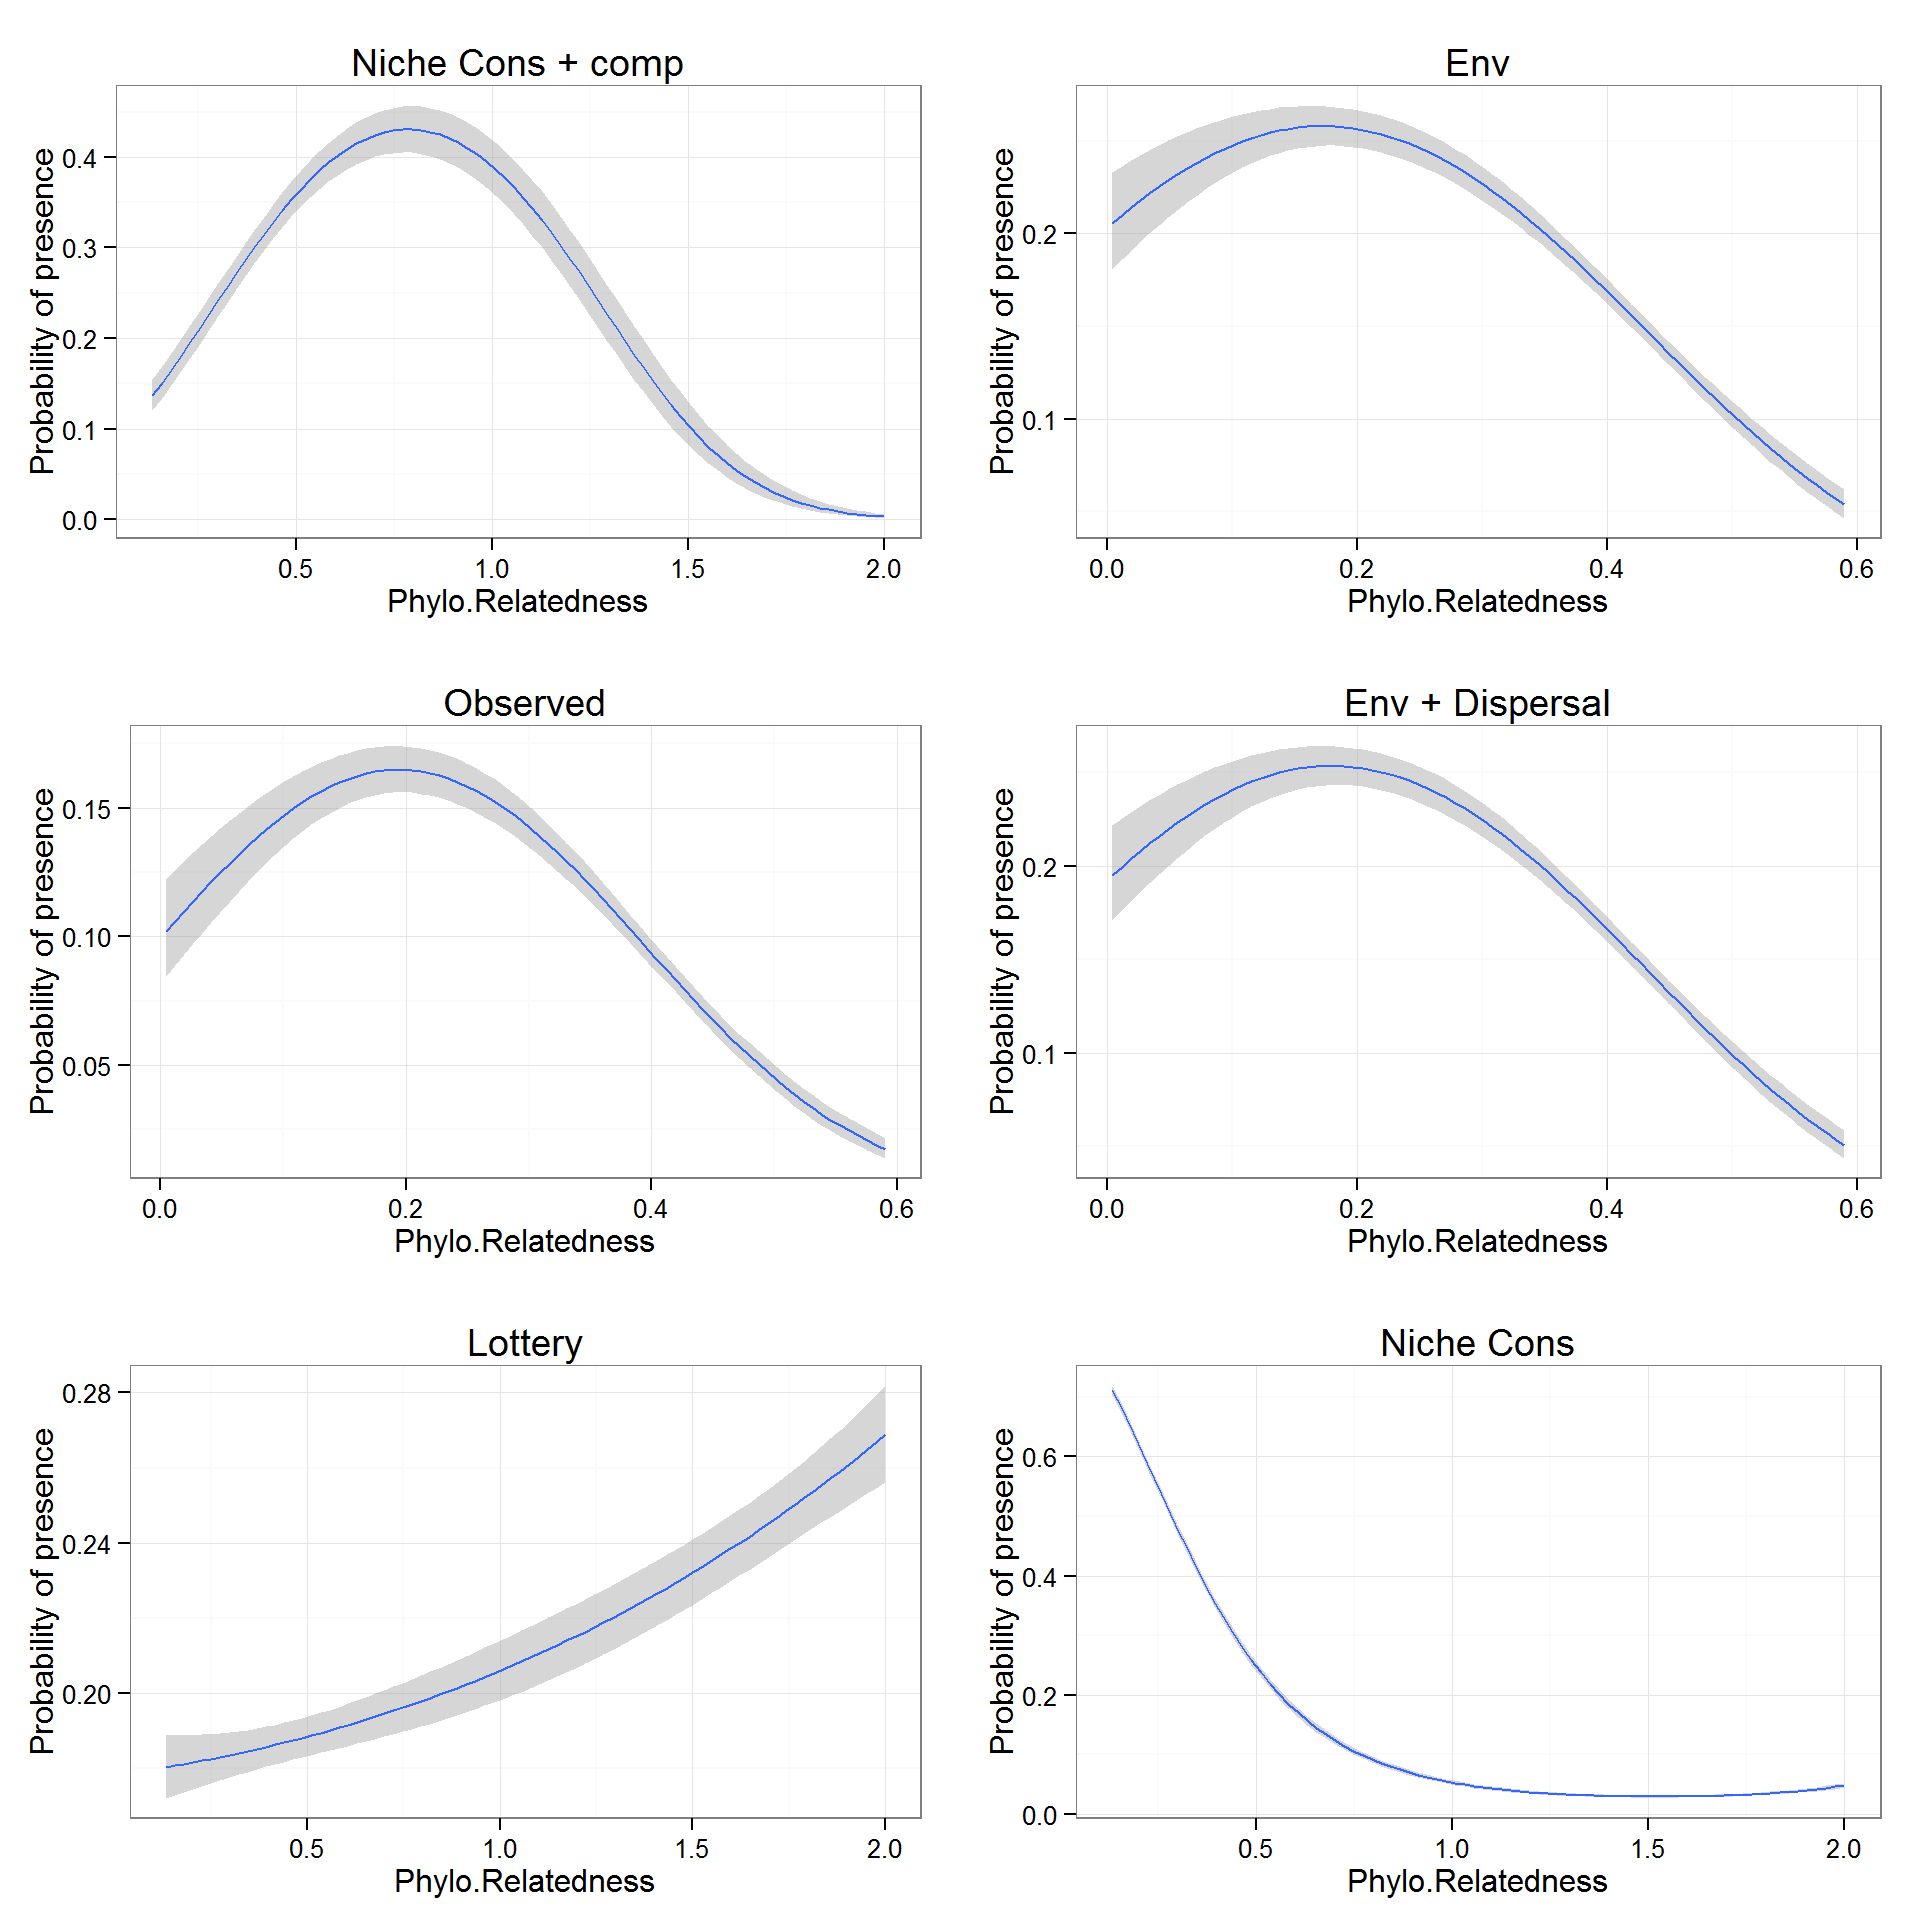 Niche Cons + comp
Probability of presence
0.4
0.3
0.2
0.1
0.0
0.5 1.0 1.5 2.0
Phylo.Relatedness
Env
Probability of presence
0.2
0.1
0.0 0.2 0.4 0.6
Phylo.Relatedness
Observed
Probability of presence
0.15
0.10
0.05
0.0 0.2 0.4 0.6
Phylo.Relatedness
Env + Dispersal
Probability of presence
0.2
0.1
0.0 0.2 0.4 0.6
Phylo.Relatedness
Lottery
Probability of presence
0.28
0.24
0.20
0.5 1.0 1.5 2.0
Phylo.Relatedness
Niche Cons
Probability of presence
0.6
0.4
0.2
0.0
0.5 1.0 1.5 2.0
Phylo.Relatedness